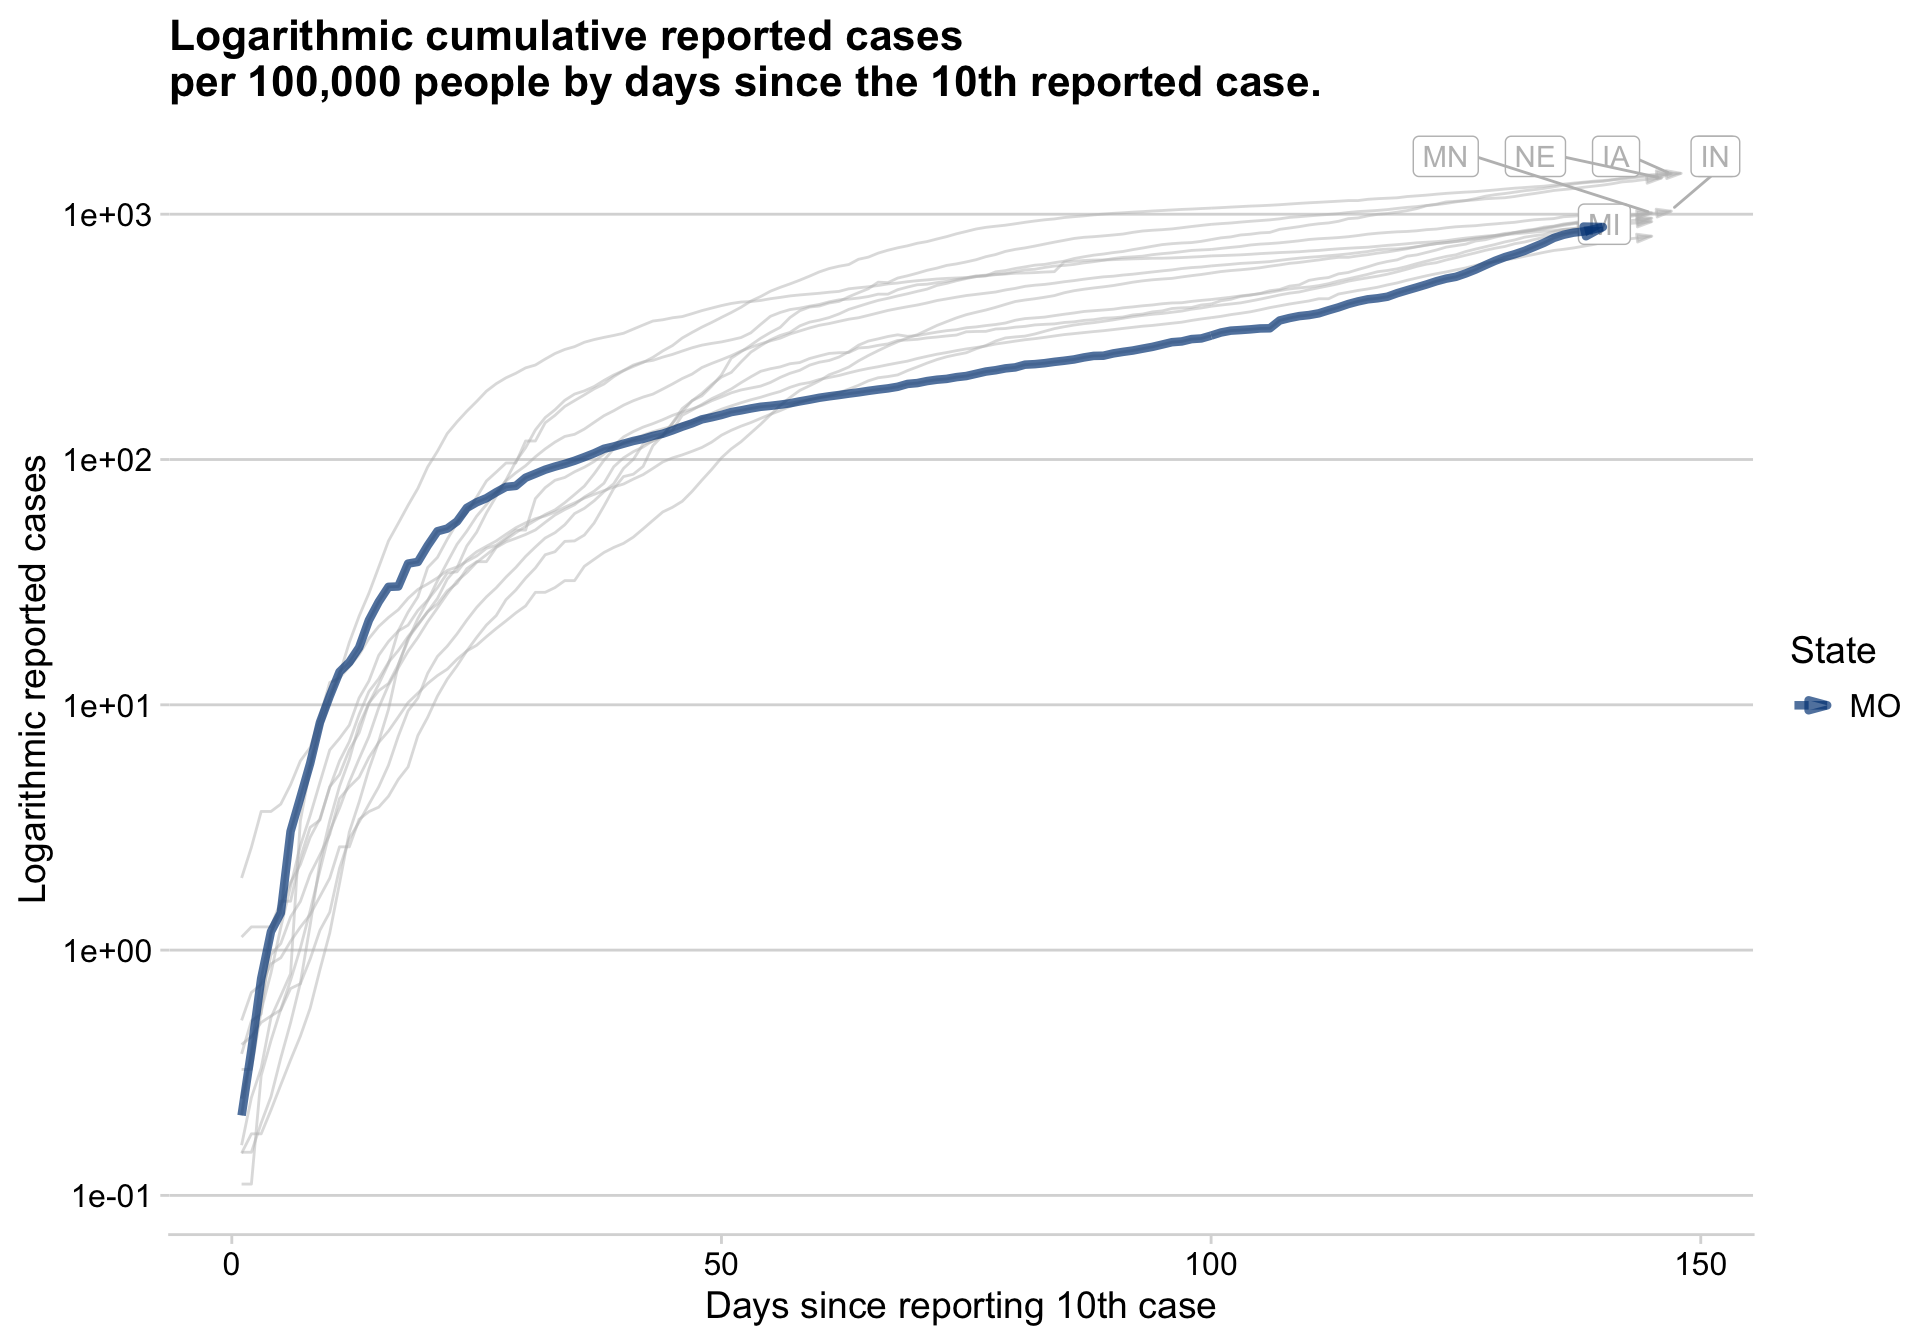 Logarithmic cumulative reported cases
per 100,000 people by days since the 10th reported case.
MN NE IA IN
MI
1e+03
1e+02
1e+01
1e+00
1e-01
Logarithmic reported cases
State
MO
0 50 100 150
Days since reporting 10th case